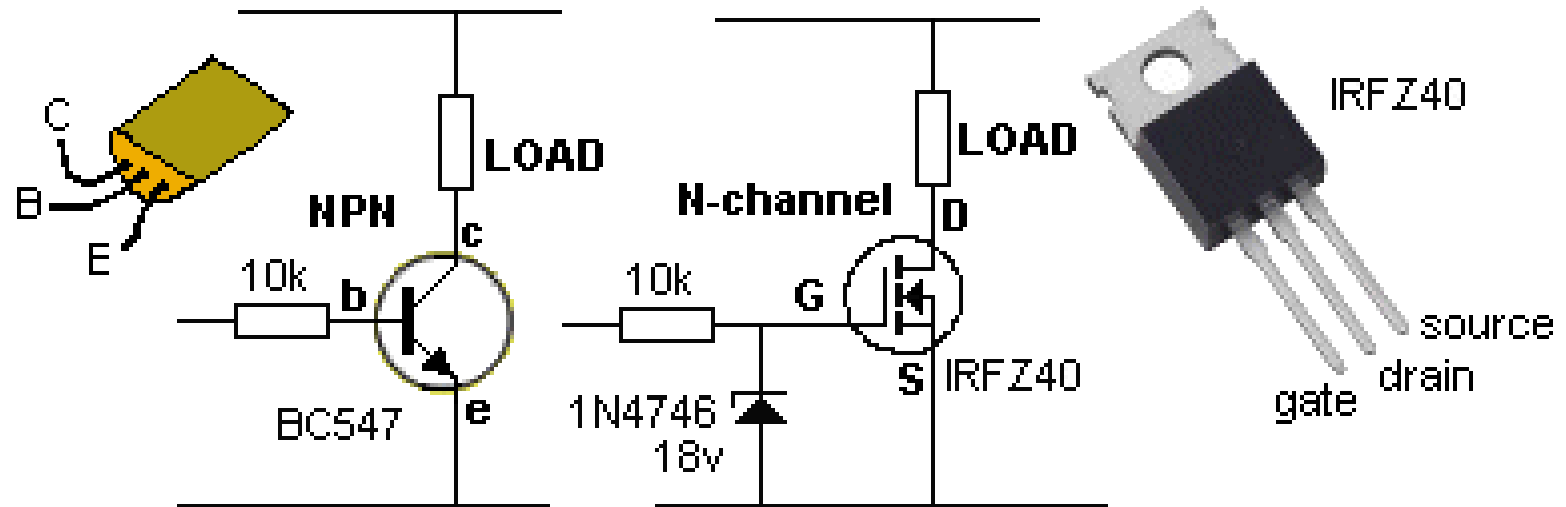 C
B
E
NPN
LOAD
c
10k
b
e
BC547
N-channel
LOAD
D
10k
G
S
IRFZ40
1N4746
18v
IRFZ40
source
drain
gate